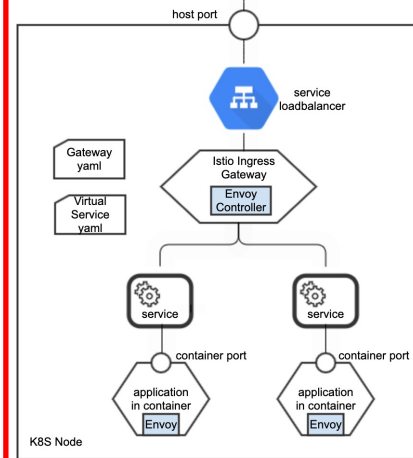 host port
service
loadbalancer
Gateway
yaml
Istio Ingress
Gateway
Envoy
Controller
Virtual
Service
yaml
service
service
container port
container port
application
in container
Envoy
application
in container
Envoy
K8S Node